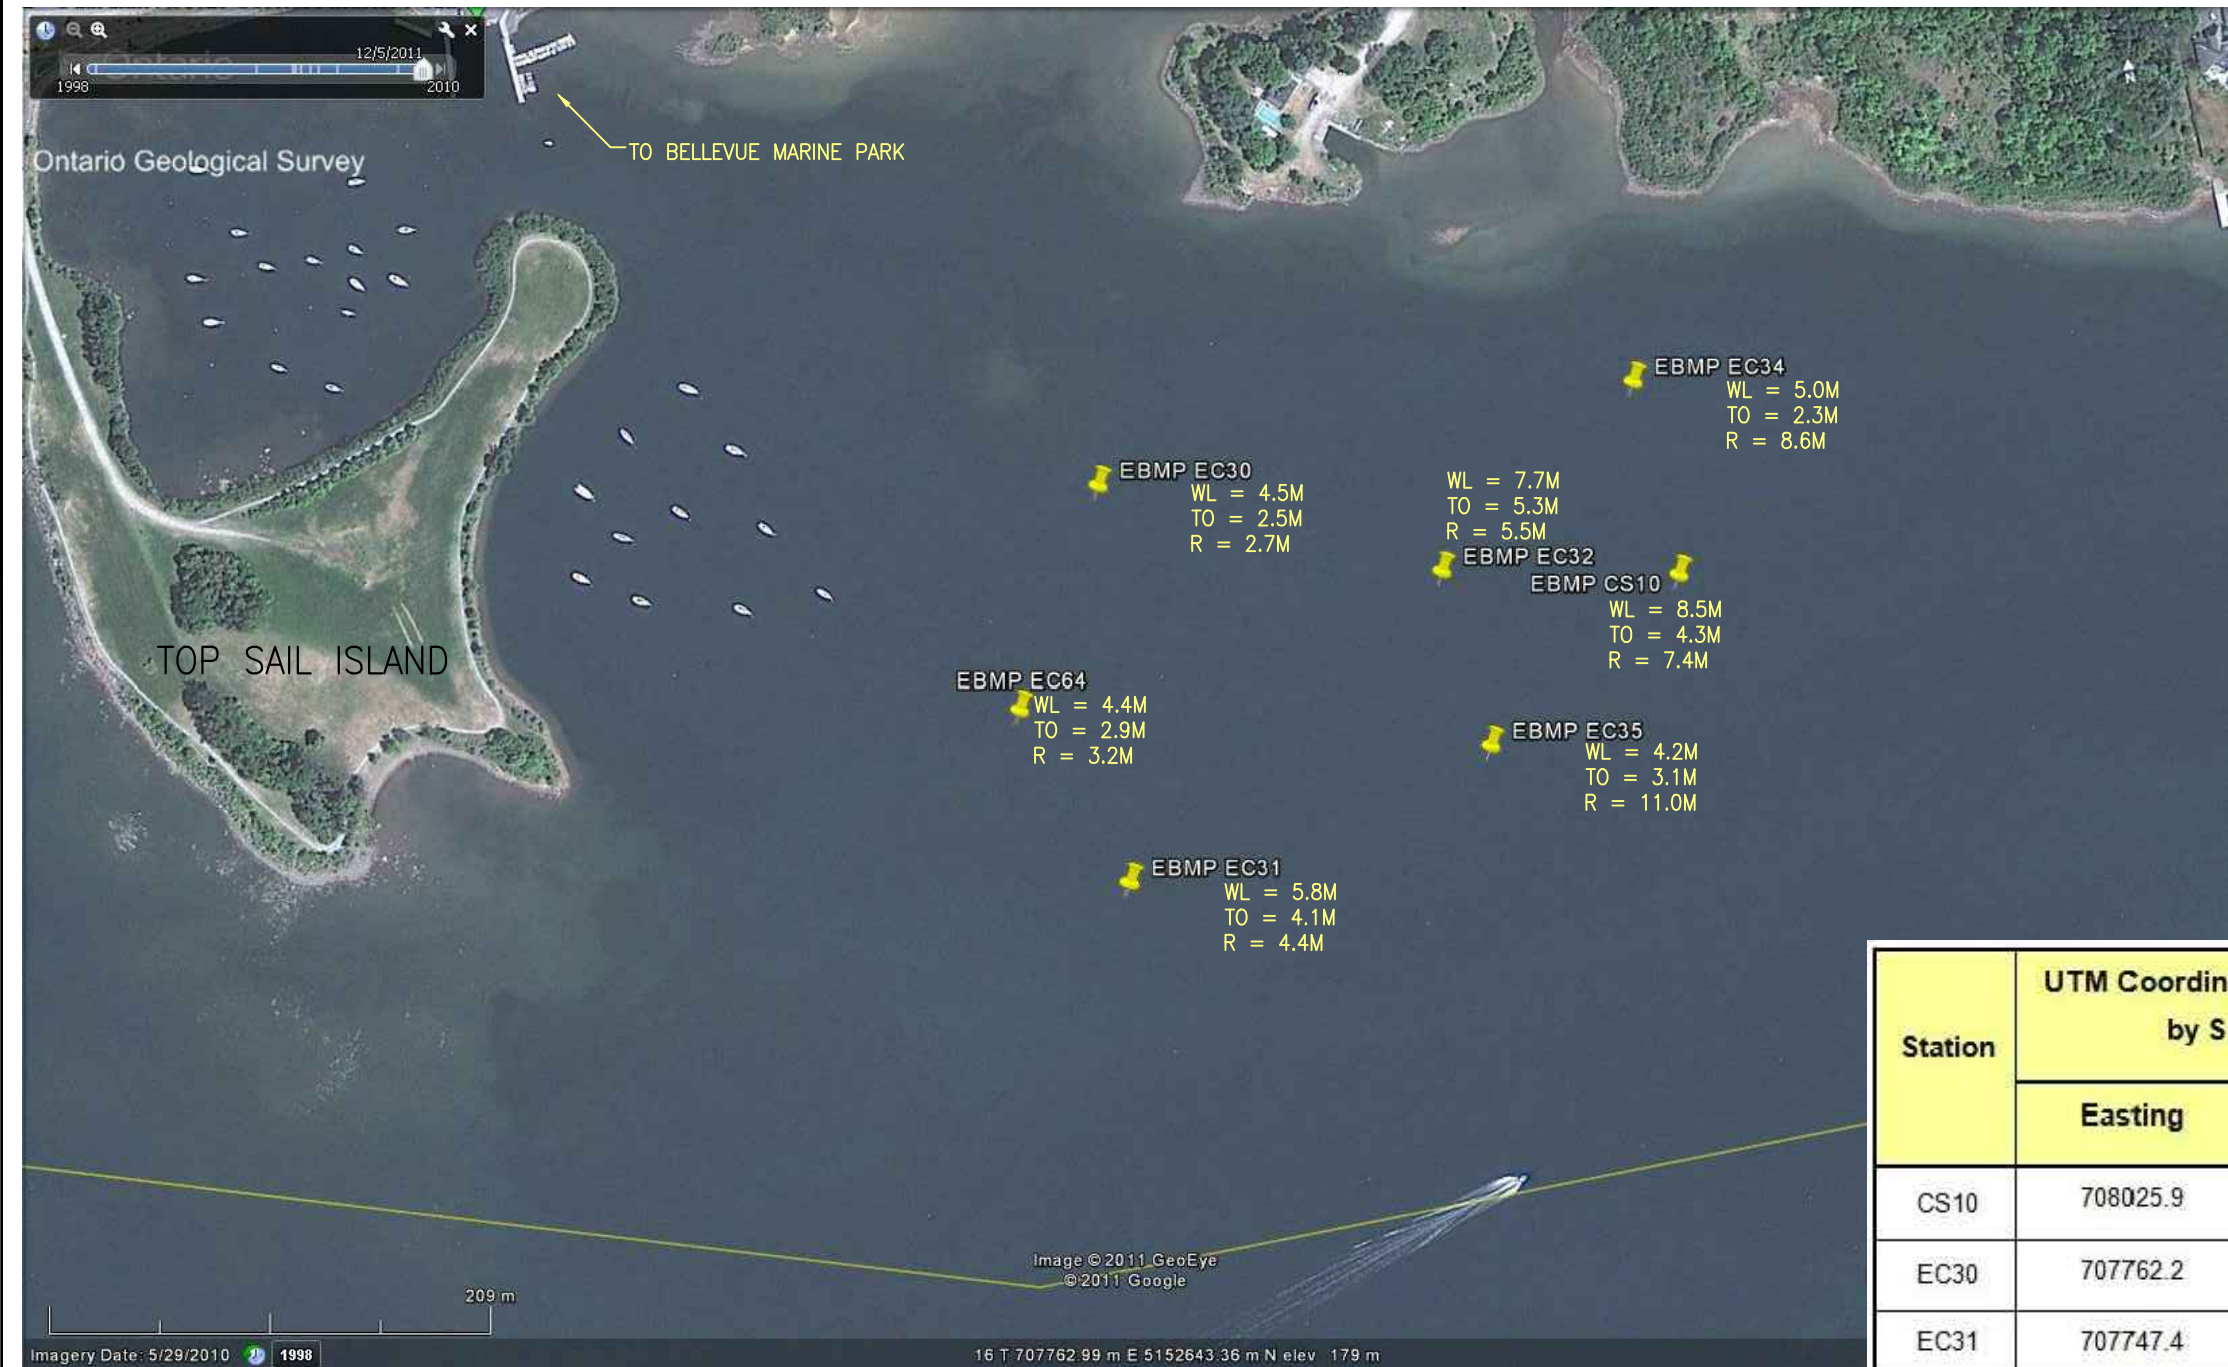 12/5/2011
1998
2010
Ontario
Ontario Geological Survey
TO BELLEVUE MARINE PARK
N
EBMP EC34
WL = 5.0M
TO = 2.3M
R = 8.6M
EBMP EC30
WL = 4.5M
TO = 2.5M
R = 2.7M
WL = 7.7M
TO = 5.3M
R = 5.5M
EBMP EC32
EBMP CS10
WL = 8.5M
TO = 4.3M
R = 7.4M
TOP SAIL ISLAND
EBMP EC64
WL = 4.4M
TO = 2.9M
R = 3.2M
EBMP EC35
WL = 4.2M
TO = 3.1M
R = 11.0M
EBMP EC31
WL = 5.8M
TO = 4.1M
R = 4.4M
Station
UTM Coordin
by S
Easting
CS10 708025.9
EC30 707762.2
EC31 707747.4
Image © 2011 GeoEye
© 2011 Google
209 m
Imagery Date: 5/29/2010 1998
16 T 707762.99 m E 5152643.36 m N elev 179 m